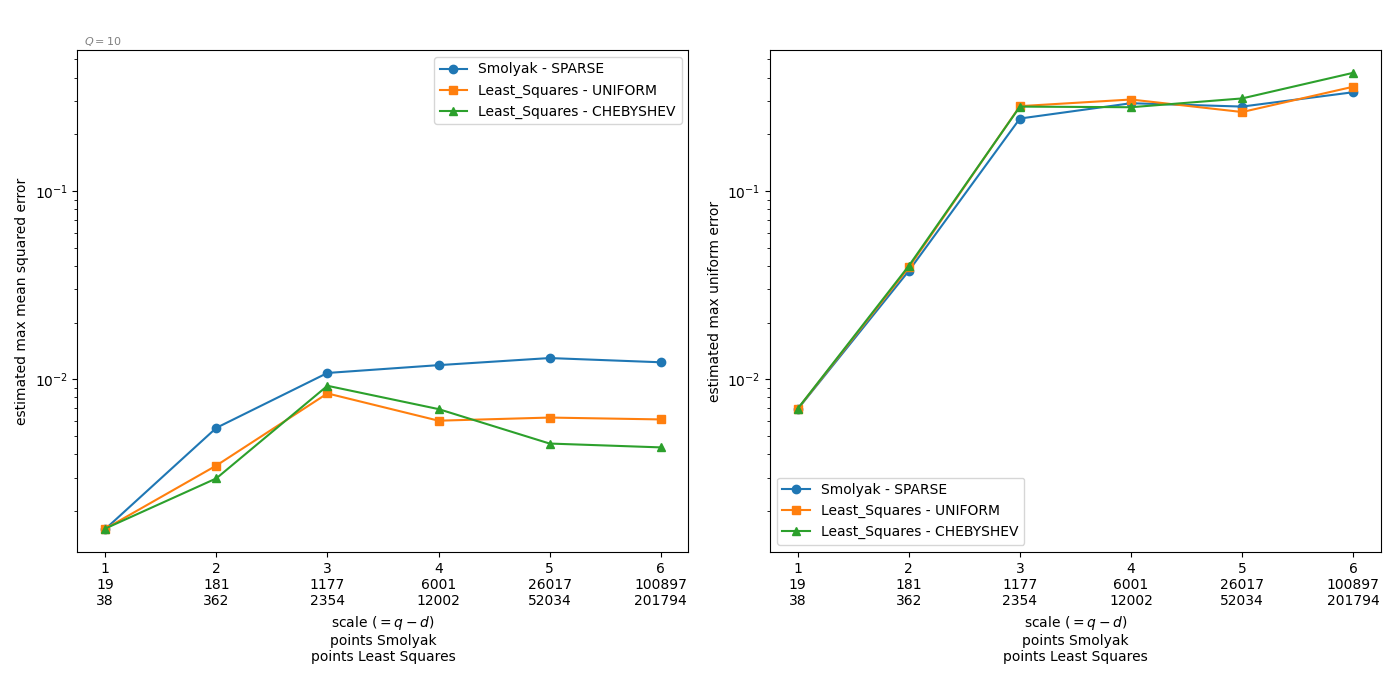 Q = 10
estimated max mean squared error
10⁻¹
10⁻²
Smolyak - SPARSE
Least_Squares - UNIFORM
Least_Squares - CHEBYSHEV
1 2 3 4 5 6
19 181 1177 6001 26017 100897
38 362 2354 12002 52034 201794
scale (= q − d)
points Smolyak
points Least Squares
estimated max uniform error
10⁻¹
10⁻²
Smolyak - SPARSE
Least_Squares - UNIFORM
Least_Squares - CHEBYSHEV
1 2 3 4 5 6
19 181 1177 6001 26017 100897
38 362 2354 12002 52034 201794
scale (= q − d)
points Smolyak
points Least Squares